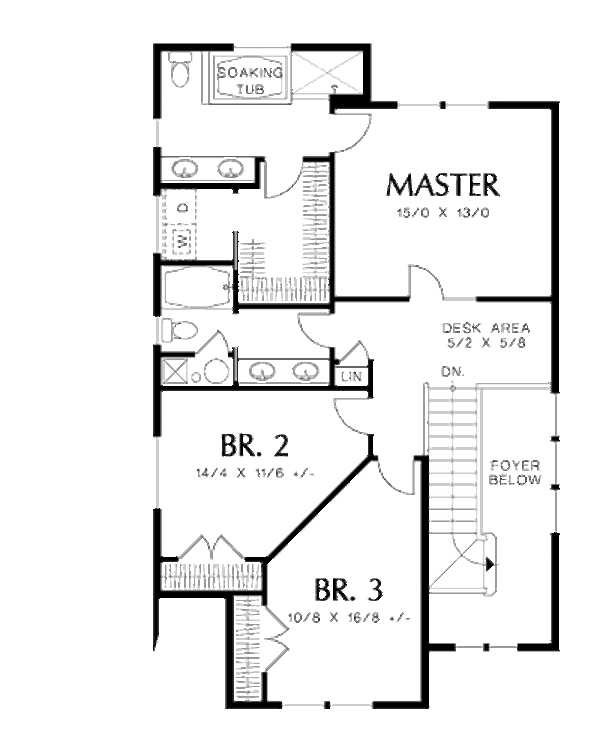 SOAKING
TUB
MASTER
15/0 X 13/0
D
W
DESK AREA
5/2 X 5/8
DN.
LIN
BR. 2
14/4 X 11/6 +/-
FOYER
BELOW
BR. 3
10/8 X 16/8 +/-